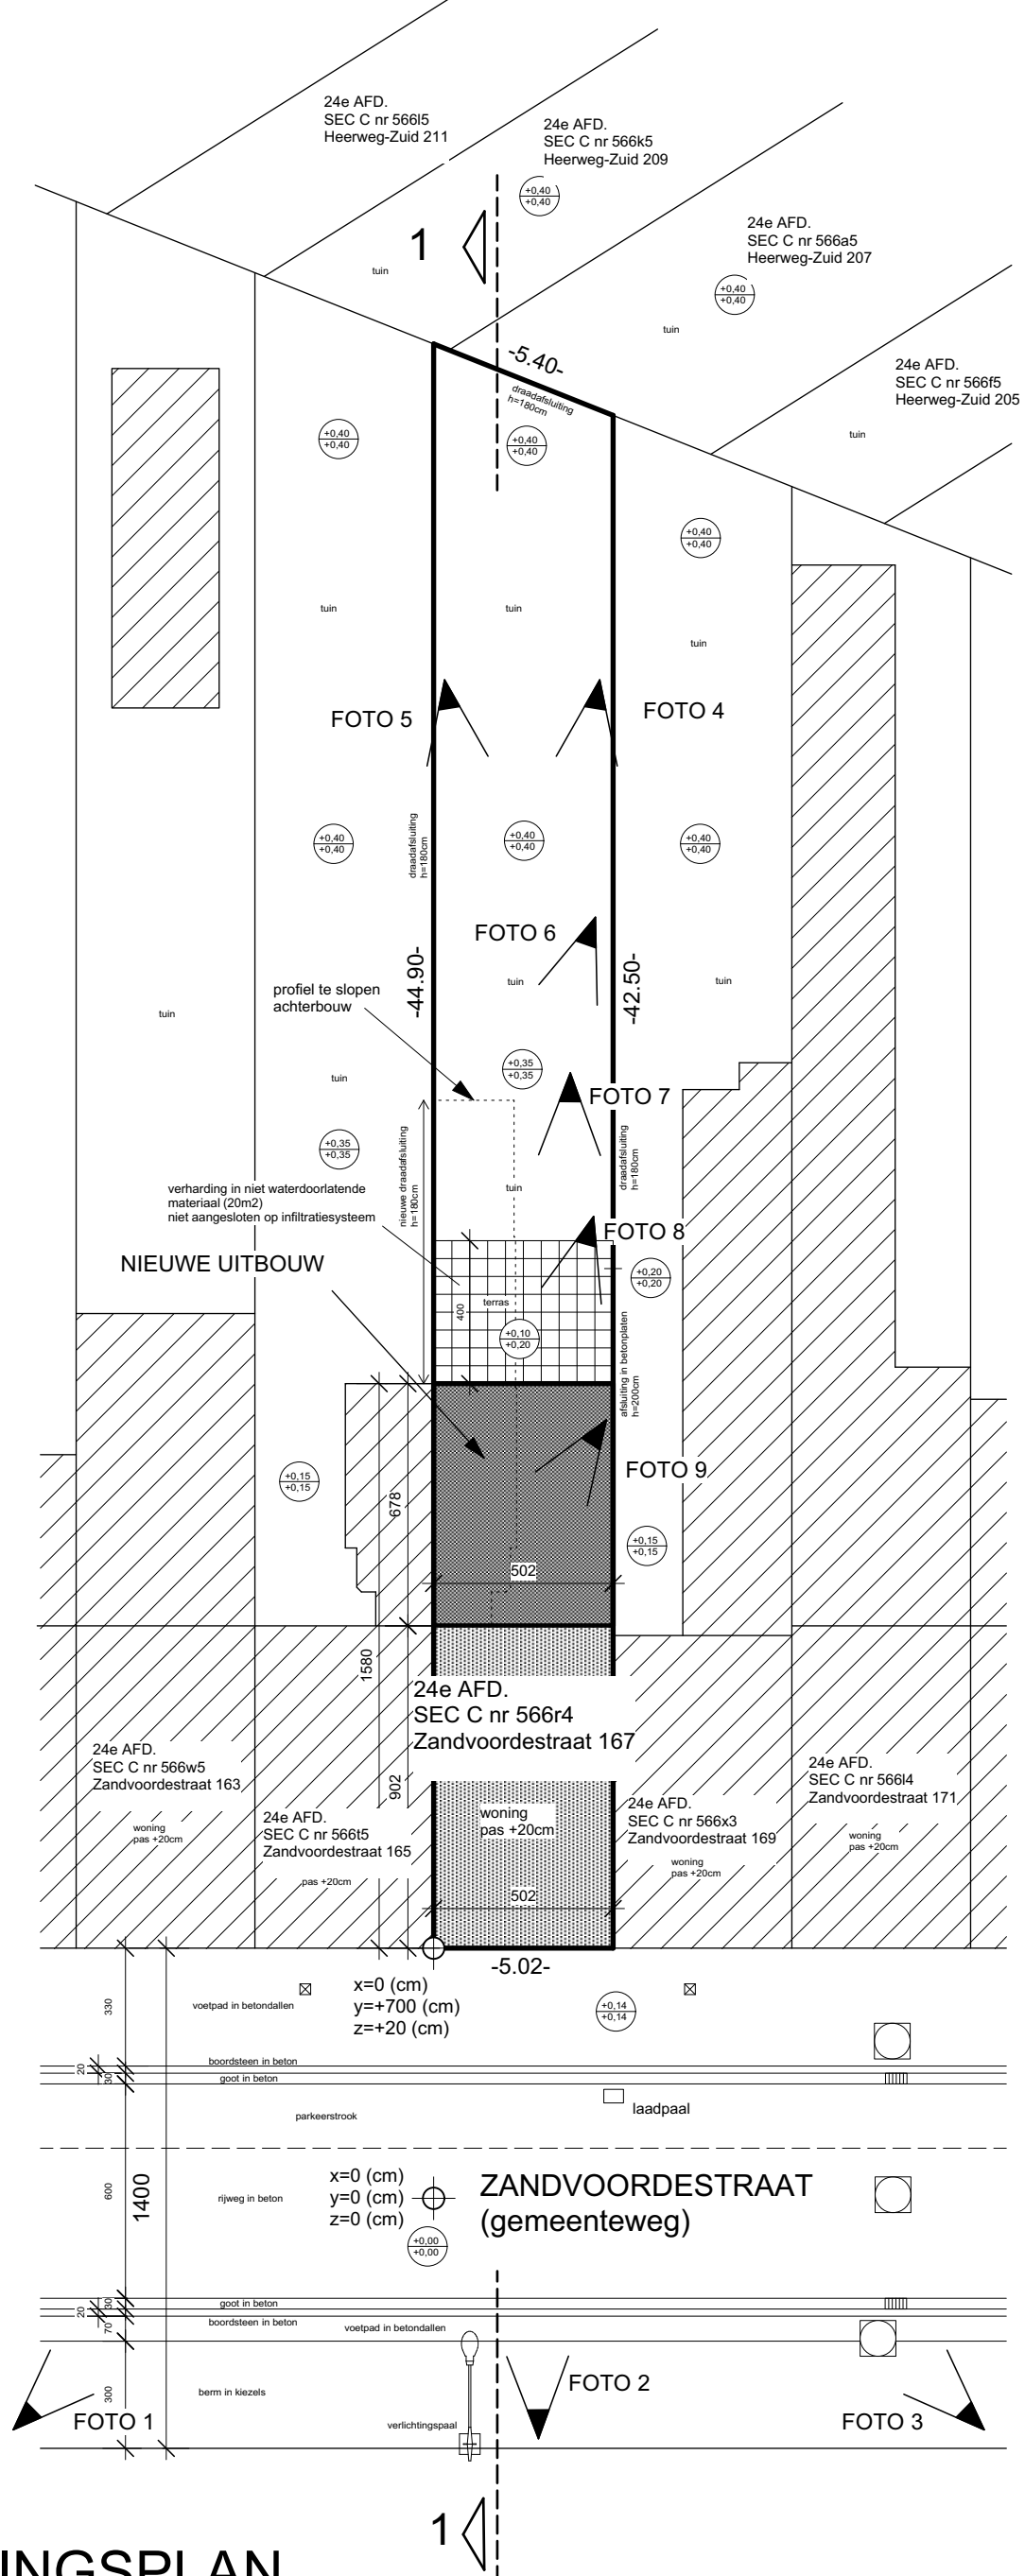 24e AFD.
SEC C nr 566l5
Heerweg-Zuid 211
24e AFD.
SEC C nr 566k5
Heerweg-Zuid 209
+0,40
+0,40
1
24e AFD.
SEC C nr 566a5
Heerweg-Zuid 207
tuin
+0,40
+0,40
tuin
-5.40-
24e AFD.
SEC C nr 566f5
Heerweg-Zuid 205
draadafsluiting
h=180cm
tuin
+0,40
+0,40
+0,40
+0,40
+0,40
+0,40
tuin
tuin
tuin
FOTO 5
FOTO 4
draadafsluiting
h=180cm
+0,40
+0,40
+0,40
+0,40
+0,40
+0,40
FOTO 6
-44.90-
-42.50-
profiel te slopen
achterbouw
tuin
tuin
tuin
tuin
+0,35
+0,35
FOTO 7
+0,35
+0,35
nieuwe draadafsluiting
h=180cm
draadafsluiting
h=180cm
verharding in niet waterdoorlatende
materiaal (20m2)
niet aangesloten op infiltratiesysteem
tuin
FOTO 8
NIEUWE UITBOUW
+0,20
+0,20
400
terras
+0,10
+0,20
afsluiting in betonplaten
h=200cm
FOTO 9
+0,15
+0,15
678
+0,15
+0,15
502
1580
24e AFD.
SEC C nr 566r4
Zandvoordestraat 167
24e AFD.
SEC C nr 566w5
Zandvoordestraat 163
24e AFD.
SEC C nr 566l4
Zandvoordestraat 171
902
24e AFD.
SEC C nr 566t5
Zandvoordestraat 165
woning
pas +20cm
24e AFD.
SEC C nr 566x3
Zandvoordestraat 169
woning
pas +20cm
woning
pas +20cm
woning
pas +20cm
pas +20cm
502
-5.02-
x=0 (cm)
y=+700 (cm)
z=+20 (cm)
330
voetpad in betondallen
+0,14
+0,14
boordsteen in beton
20
30
goot in beton
parkeerstrook
laadpaal
x=0 (cm)
y=0 (cm)
z=0 (cm)
ZANDVOORDESTRAAT
(gemeenteweg)
600
1400
rijweg in beton
+0,00
+0,00
30
goot in beton
20
boordsteen in beton
70
voetpad in betondallen
300
berm in kiezels
FOTO 2
FOTO 1
verlichtingspaal
FOTO 3
1
INGSPLAN